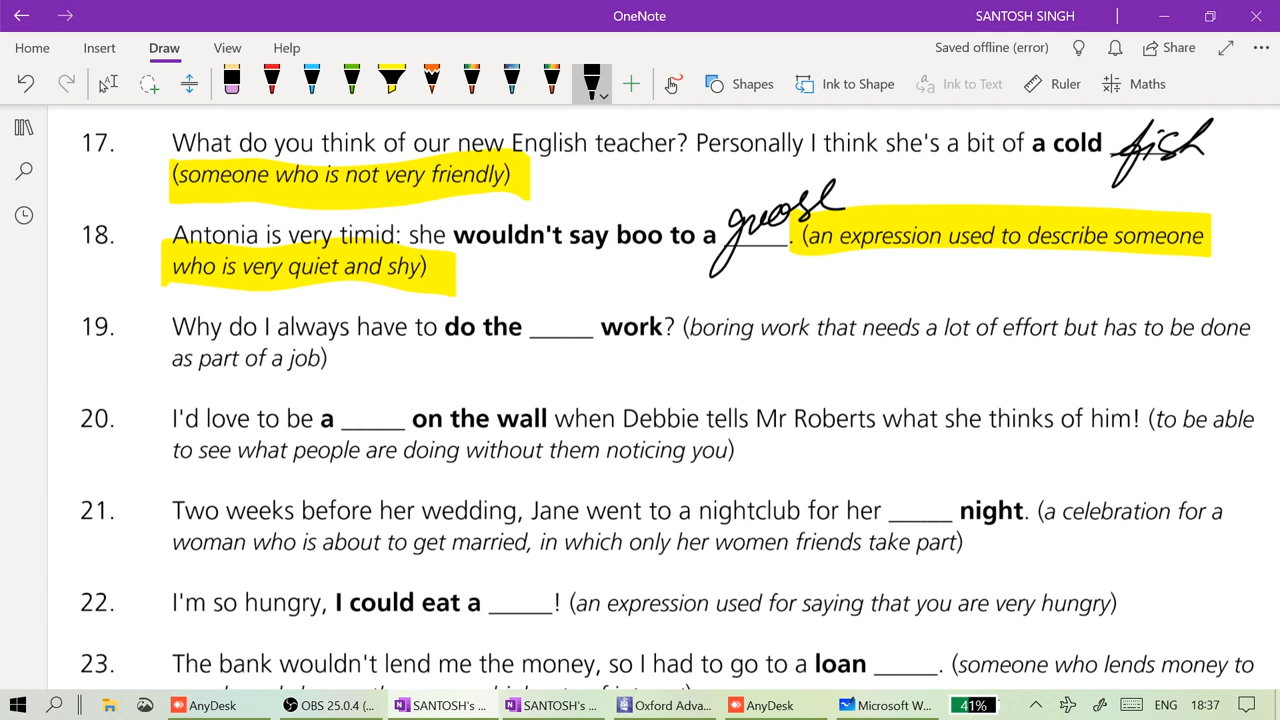 OneNote
SANTOSH SINGH
Home Insert Draw View Help
Saved offline (error) Share
Shapes Ink to Shape Ink to Text Ruler Maths
17. What do you think of our new English teacher? Personally I think she's a bit of a cold fish
(someone who is not very friendly)
18. Antonia is very timid: she wouldn't say boo to a goose _____. (an expression used to describe someone
who is very quiet and shy)
19. Why do I always have to do the _____ work? (boring work that needs a lot of effort but has to be done
as part of a job)
20. I'd love to be a _____ on the wall when Debbie tells Mr Roberts what she thinks of him! (to be able
to see what people are doing without them noticing you)
21. Two weeks before her wedding, Jane went to a nightclub for her _____ night. (a celebration for a
woman who is about to get married, in which only her women friends take part)
22. I'm so hungry, I could eat a _____! (an expression used for saying that you are very hungry)
23. The bank wouldn't lend me the money, so I had to go to a loan _____. (someone who lends money to
AnyDesk OBS 25.0.4 (... SANTOSH's ... SANTOSH's ... Oxford Adva... AnyDesk Microsoft W... 41% ENG 18:37